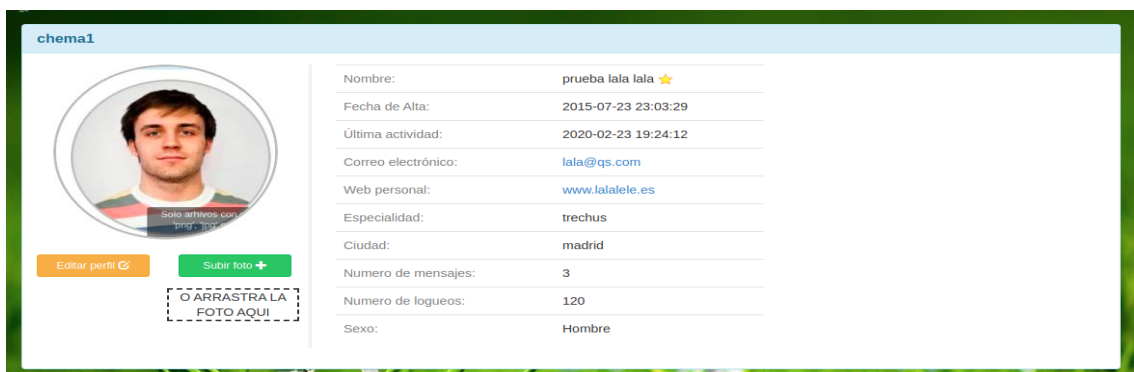 chema1
Solo arhivos con
'png', 'jpg'
Editar perfil
Subir foto
O ARRASTRA LA
FOTO AQUI
Nombre: prueba lala lala
Fecha de Alta: 2015-07-23 23:03:29
Última actividad: 2020-02-23 19:24:12
Correo electrónico: lala@qs.com
Web personal: www.lalalele.es
Especialidad: trechus
Ciudad: madrid
Numero de mensajes: 3
Numero de logueos: 120
Sexo: Hombre